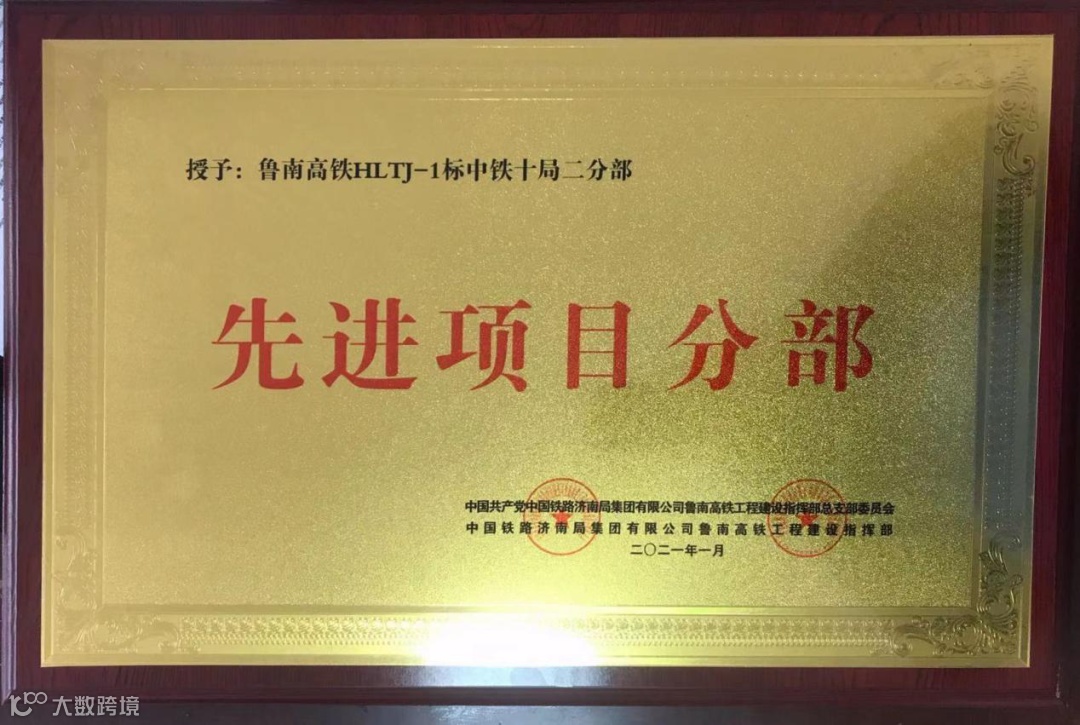 授予：鲁南高铁HLTJ-1标中铁十局二分部
先进项目分部
中国共产党中国铁路济南局集团有限公司鲁南高铁工程建设指挥部总支部委员会
中国铁路济南局集团有限公司鲁南高铁工程建设指挥部
二〇二一年一月
大数跨境